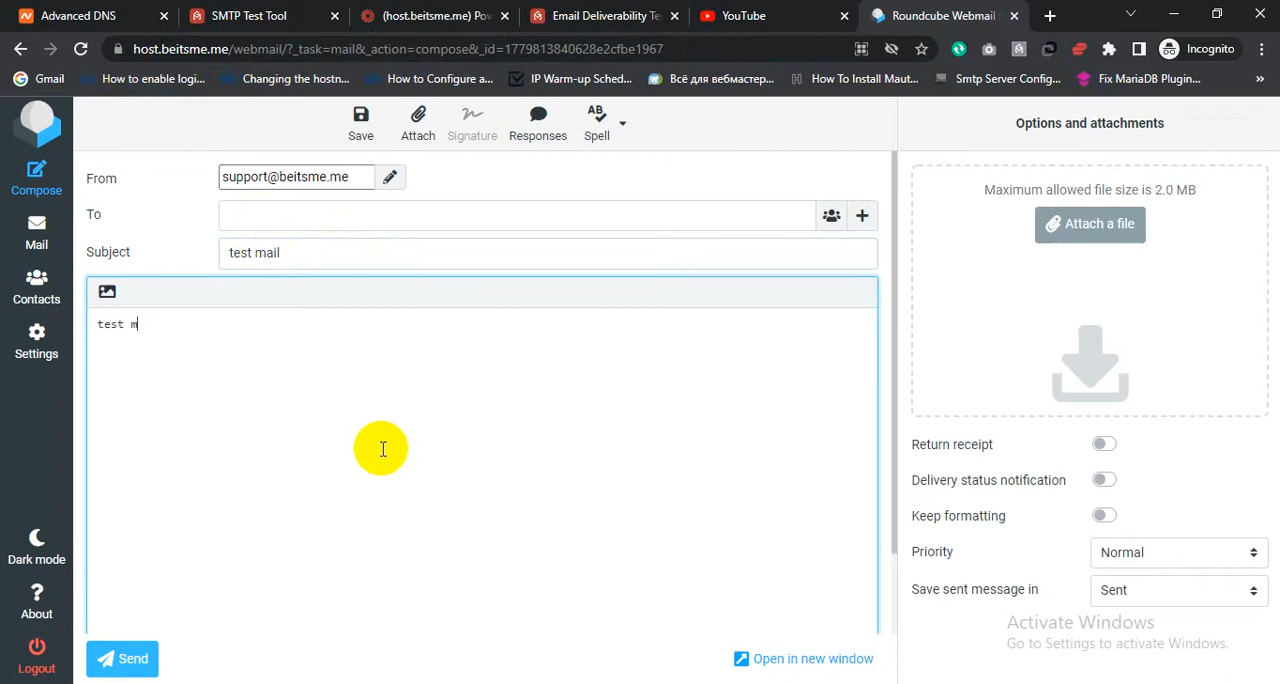 Advanced DNS
SMTP Test Tool
(host.beitsme.me) Pow
Email Deliverability Te
YouTube
Roundcube Webmail
host.beitsme.me/webmail/?_task=mail&_action=compose&_id=1779813840628e2cfbe1967
Incognito
Gmail
How to enable logi...
Changing the hostn...
How to Configure a...
IP Warm-up Sched...
Всё для вебмастер...
How To Install Maut...
Smtp Server Config...
Fix MariaDB Plugin...
»
Compose
Mail
Contacts
Settings
Dark mode
About
Logout
Save
Attach
Signature
Responses
Spell
From
support@beitsme.me
To
Subject
test mail
test m
Send
Open in new window
Options and attachments
Maximum allowed file size is 2.0 MB
Attach a file
Return receipt
Delivery status notification
Keep formatting
Priority
Normal
Save sent message in
Sent
Activate Windows
Go to Settings to activate Windows.